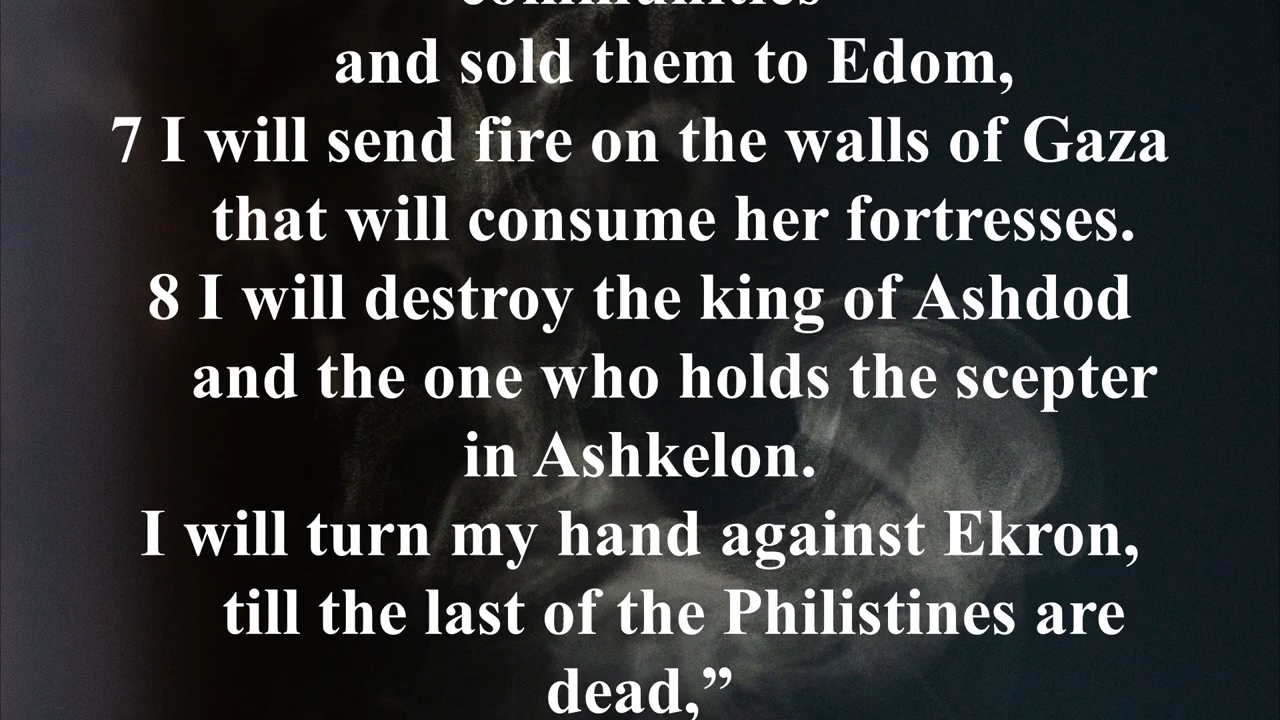 communities
and sold them to Edom,
7 I will send fire on the walls of Gaza
that will consume her fortresses.
8 I will destroy the king of Ashdod
and the one who holds the scepter
in Ashkelon.
I will turn my hand against Ekron,
till the last of the Philistines are
dead,”